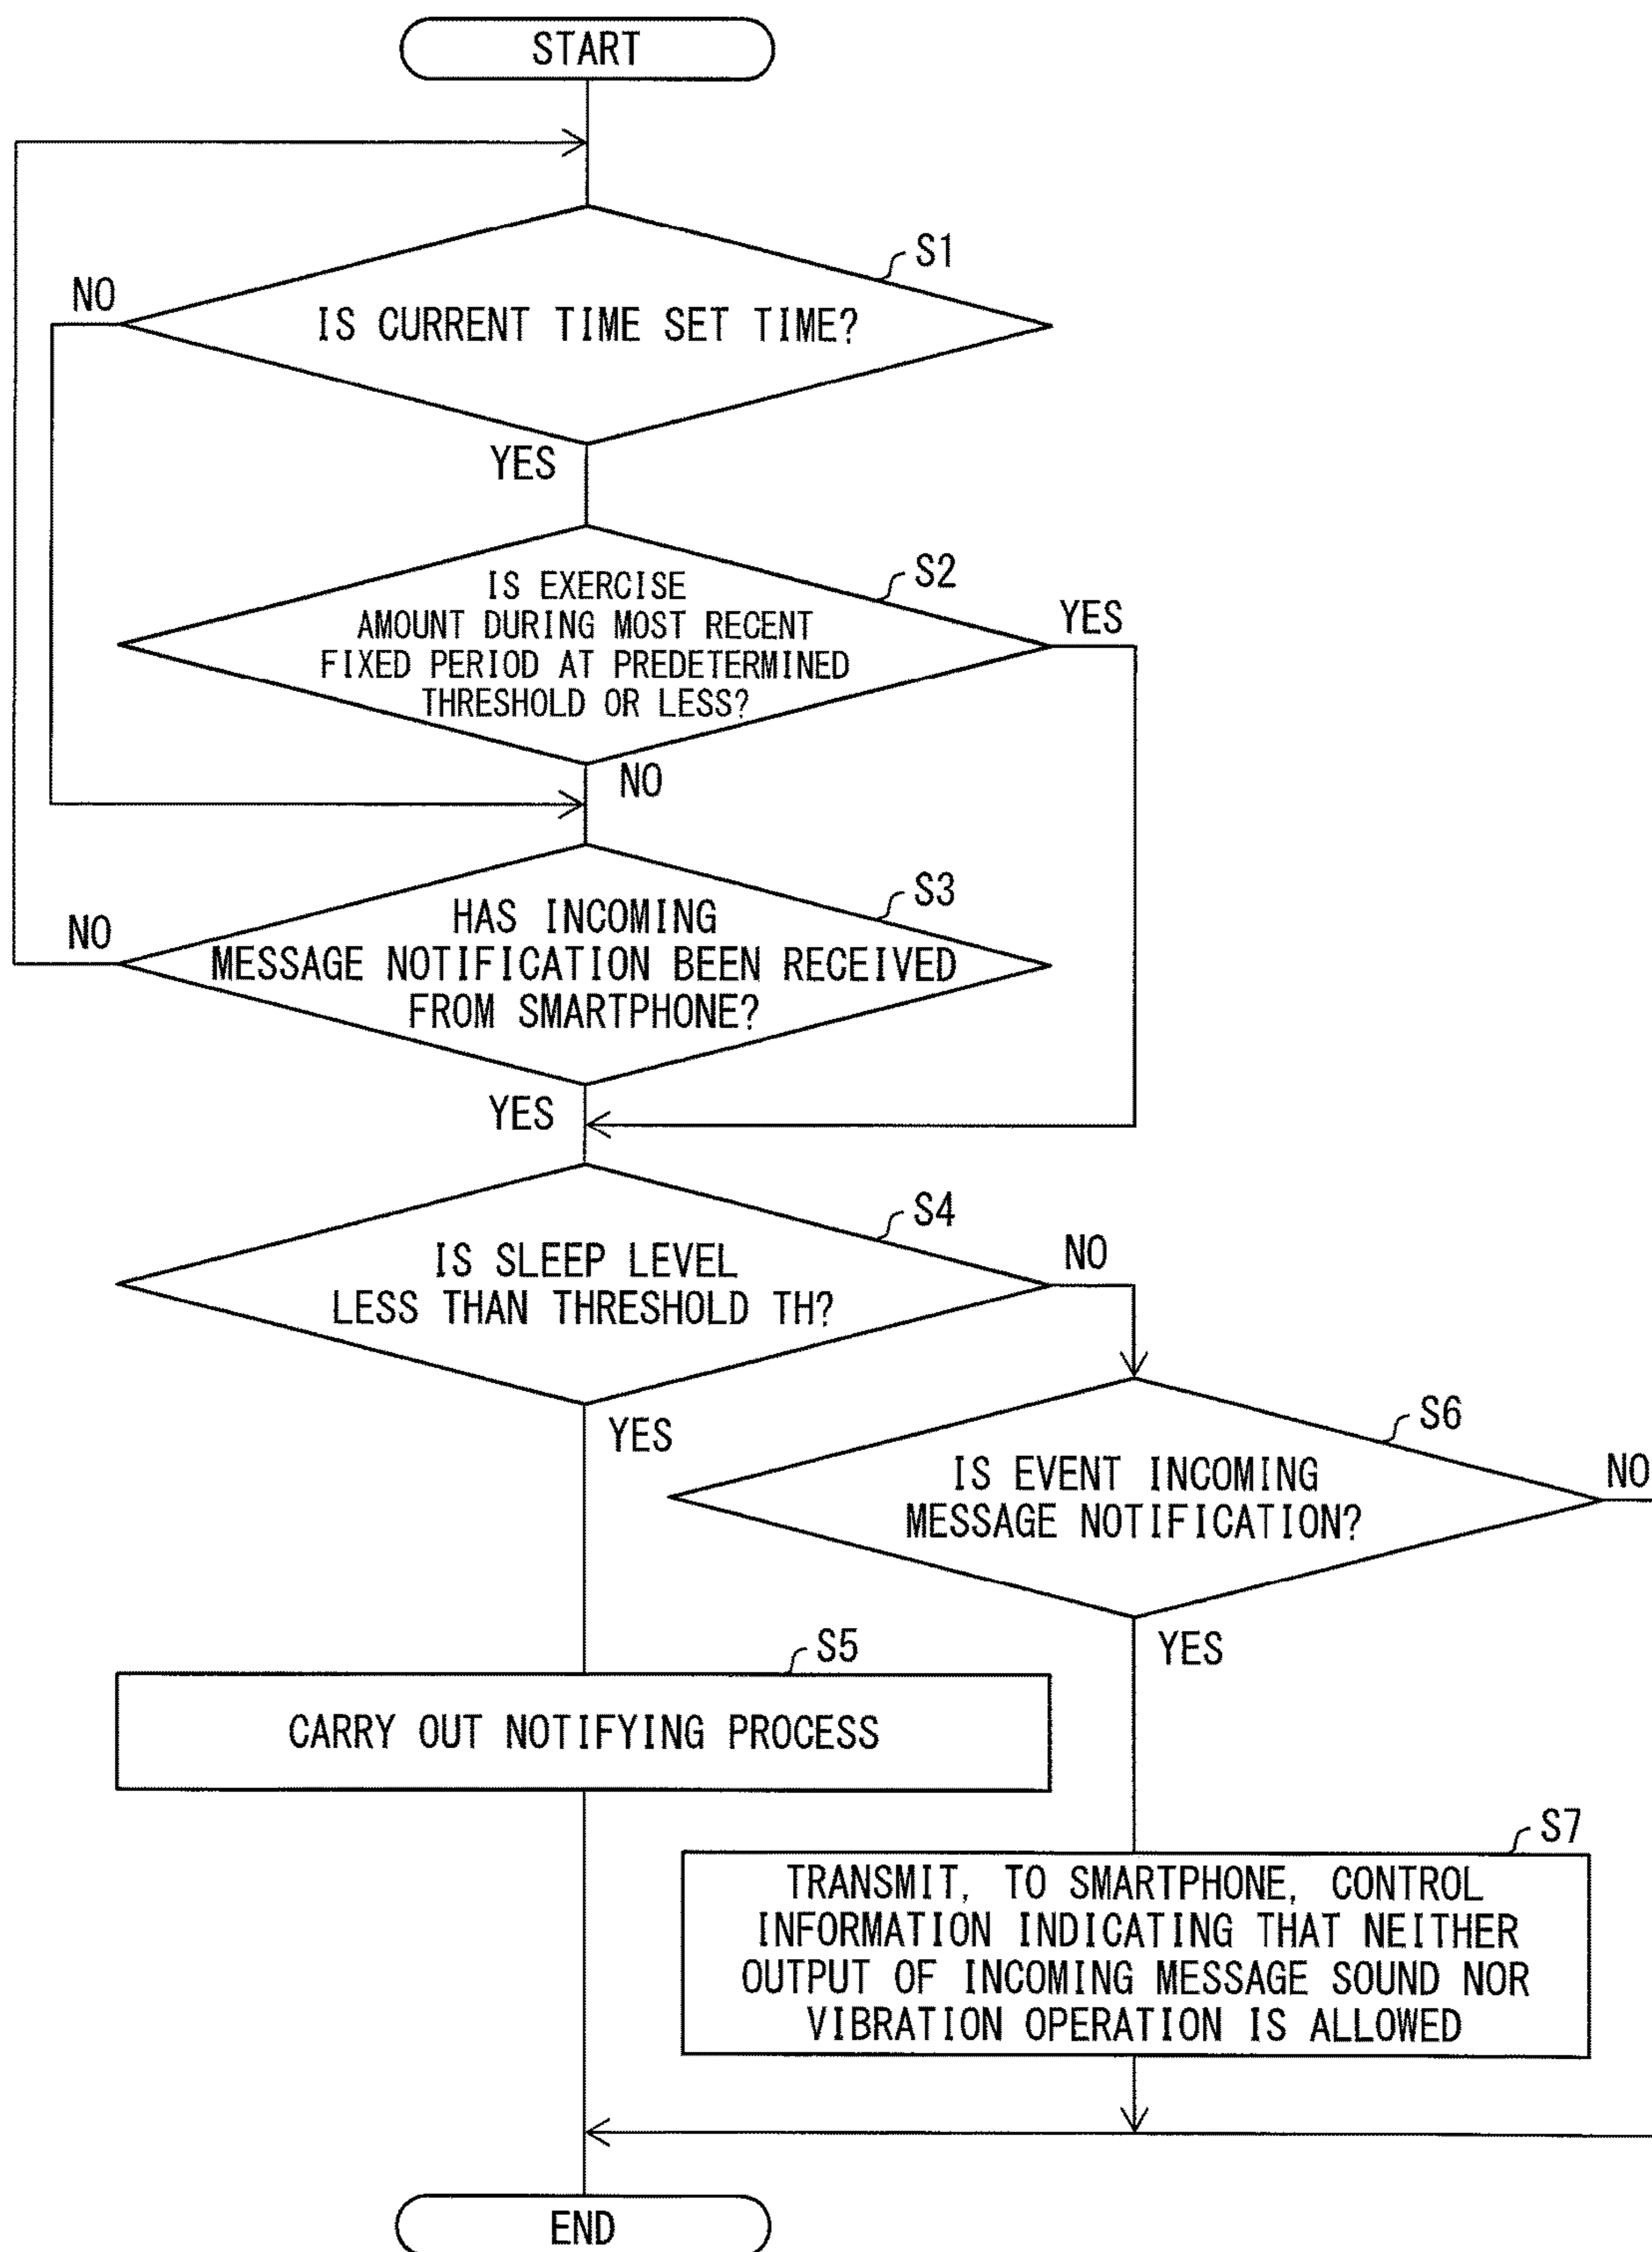 START
S1
NO
IS CURRENT TIME SET TIME?
YES
S2
YES
IS EXERCISE
AMOUNT DURING MOST RECENT
FIXED PERIOD AT PREDETERMINED
THRESHOLD OR LESS?
NO
S3
NO
HAS INCOMING
MESSAGE NOTIFICATION BEEN RECEIVED
FROM SMARTPHONE?
YES
S4
NO
IS SLEEP LEVEL
LESS THAN THRESHOLD TH?
YES
S6
NO
IS EVENT INCOMING
MESSAGE NOTIFICATION?
YES
S5
CARRY OUT NOTIFYING PROCESS
S7
TRANSMIT, TO SMARTPHONE, CONTROL
INFORMATION INDICATING THAT NEITHER
OUTPUT OF INCOMING MESSAGE SOUND NOR
VIBRATION OPERATION IS ALLOWED
END